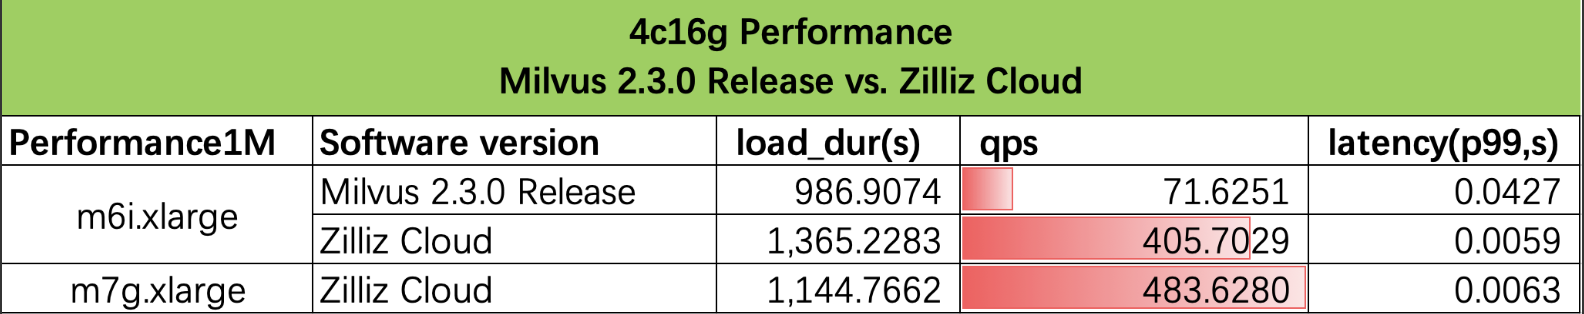 4c16g Performance
Milvus 2.3.0 Release vs. Zilliz Cloud
Performance1M Software version load_dur(s) qps latency(p99,s)
m6i.xlarge
Milvus 2.3.0 Release 986.9074 71.6251 0.0427
Zilliz Cloud 1,365.2283 405.7029 0.0059
m7g.xlarge Zilliz Cloud 1,144.7662 483.6280 0.0063